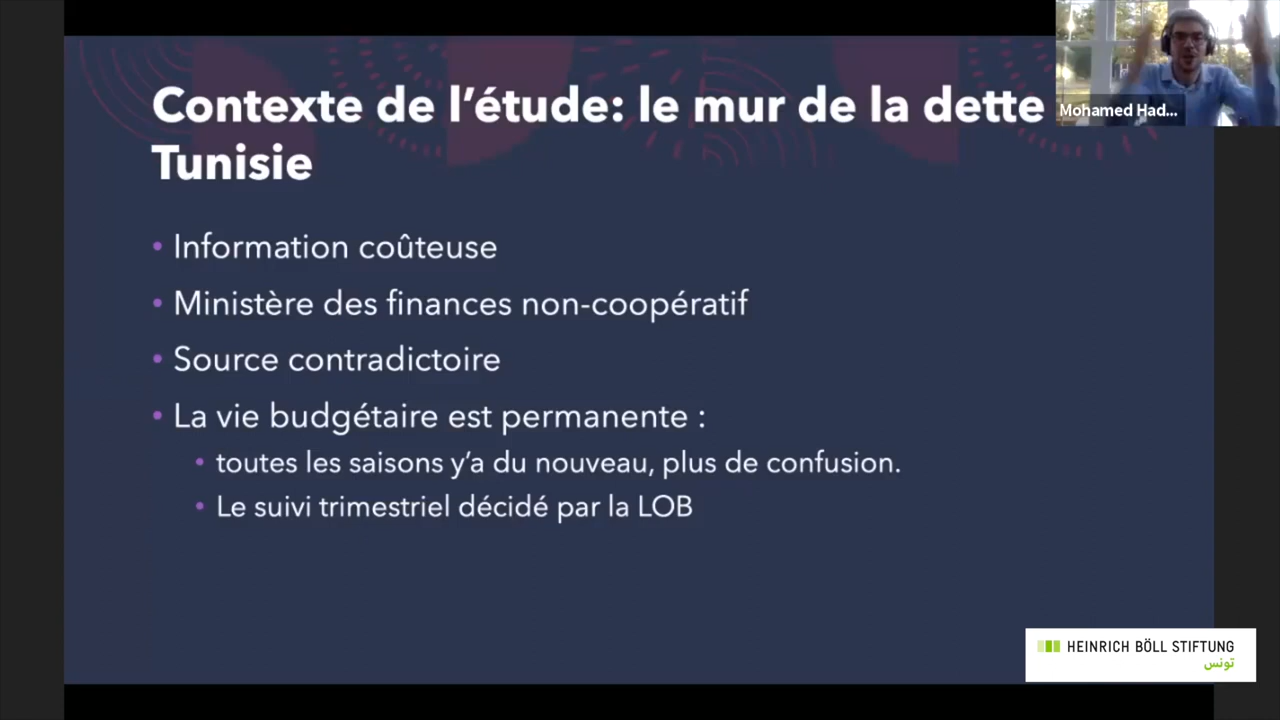 Contexte de l’étude: le mur de la dette
Tunisie
Mohamed Had...
• Information coûteuse
• Ministère des finances non-coopératif
• Source contradictoire
• La vie budgétaire est permanente :
• toutes les saisons y’a du nouveau, plus de confusion.
• Le suivi trimestriel décidé par la LOB
HEINRICH BÖLL STIFTUNG
تونس